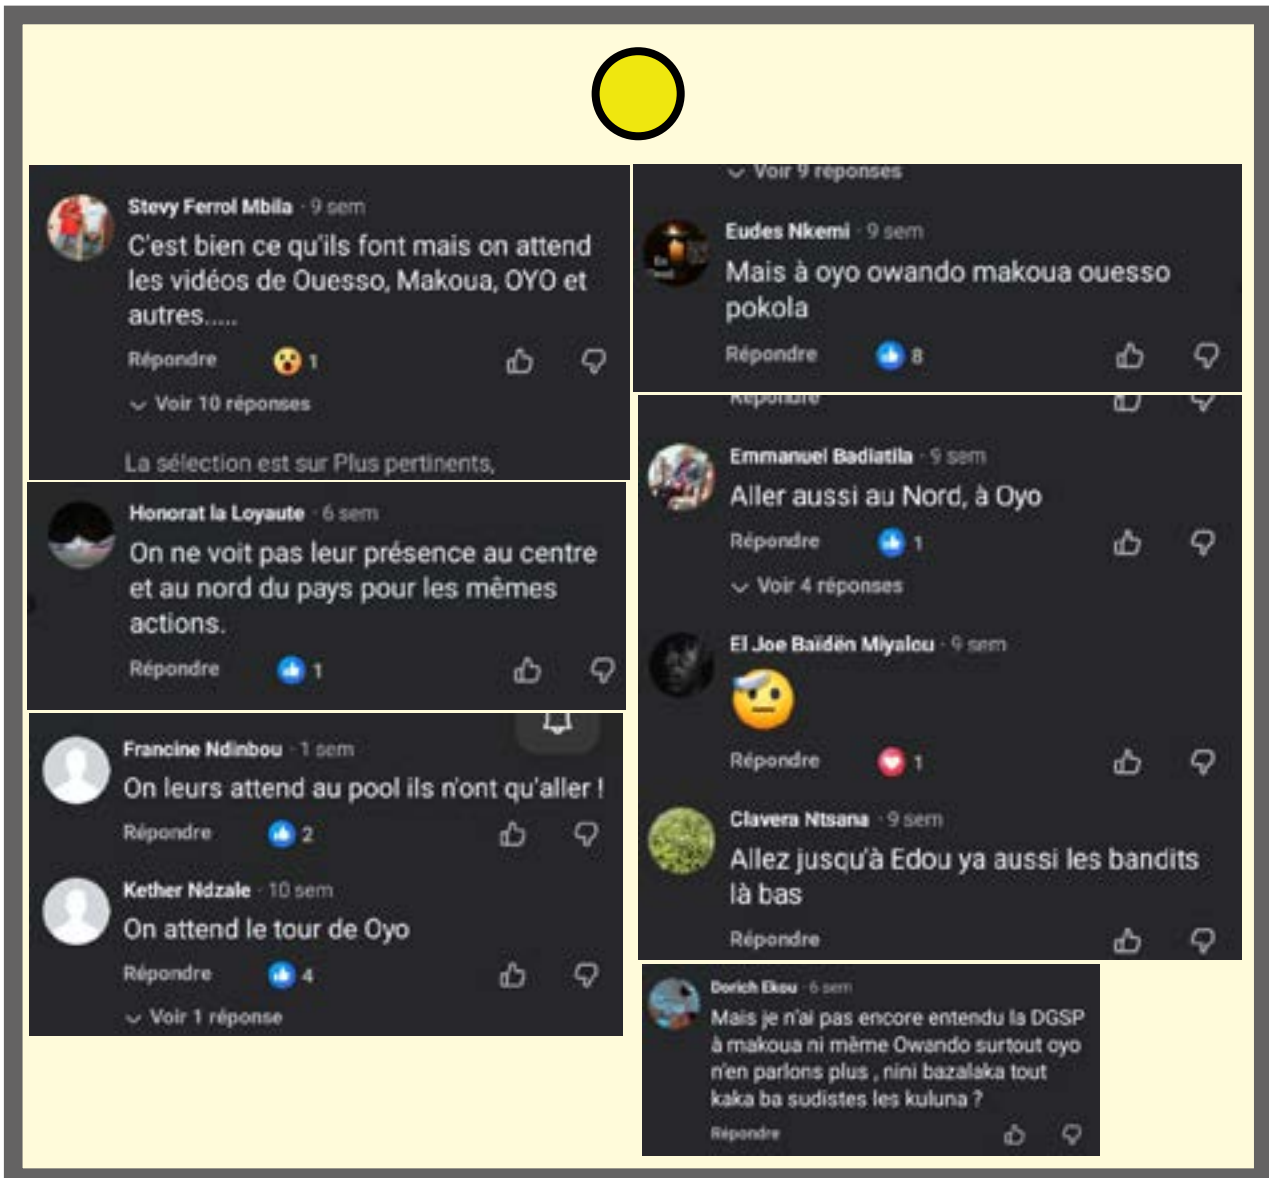 Stevy Ferrol Mbila · 9 sem
C'est bien ce qu'ils font mais on attend
les vidéos de Ouesso, Makoua, OYO et
autres.....
Répondre 1
Voir 10 réponses
La sélection est sur Plus pertinents,
Honorat la Loyaute · 6 sem
On ne voit pas leur présence au centre
et au nord du pays pour les mêmes
actions.
Répondre 1
Francine Ndinbou · 1 sem
On leurs attend au pool ils n'ont qu'aller !
Répondre 2
Kether Ndzale · 10 sem
On attend le tour de Oyo
Répondre 4
Voir 1 réponse
Voir 9 réponses
Eudes Nkemi · 9 sem
Mais à oyo owando makoua ouesso
pokola
Répondre 8
Répondre
Emmanuel Badiatila · 9 sem
Aller aussi au Nord, à Oyo
Répondre 1
Voir 4 réponses
El Joe Baïdën Miyalou · 9 sem
Répondre 1
Clavera Ntsana · 9 sem
Allez jusqu'à Edou ya aussi les bandits
là bas
Répondre
Dorich Ekou · 6 sem
Mais je n'ai pas encore entendu la DGSP
à makoua ni même Owando surtout oyo
n'en parlons plus , nini bazalaka tout
kaka ba sudistes les kuluna ?
Répondre